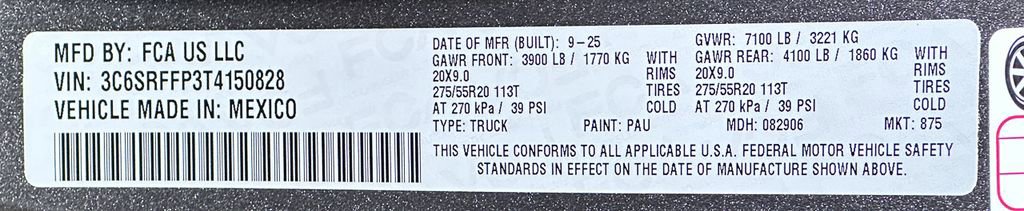 MFD BY: FCA US LLC
VIN: 3C6SRFFP3T4150828
VEHICLE MADE IN: MEXICO
DATE OF MFR (BUILT): 9-25 GVWR: 7100 LB / 3221 KG
GAWR FRONT: 3900 LB / 1770 KG WITH GAWR REAR: 4100 LB / 1860 KG WITH
20X9.0 RIMS 20X9.0 RIMS
275/55R20 113T TIRES 275/55R20 113T TIRES
AT 270 kPa / 39 PSI COLD AT 270 kPa / 39 PSI COLD
TYPE: TRUCK PAINT: PAU MDH: 082906 MKT: 875
THIS VEHICLE CONFORMS TO ALL APPLICABLE U.S.A. FEDERAL MOTOR VEHICLE SAFETY
STANDARDS IN EFFECT ON THE DATE OF MANUFACTURE SHOWN ABOVE.